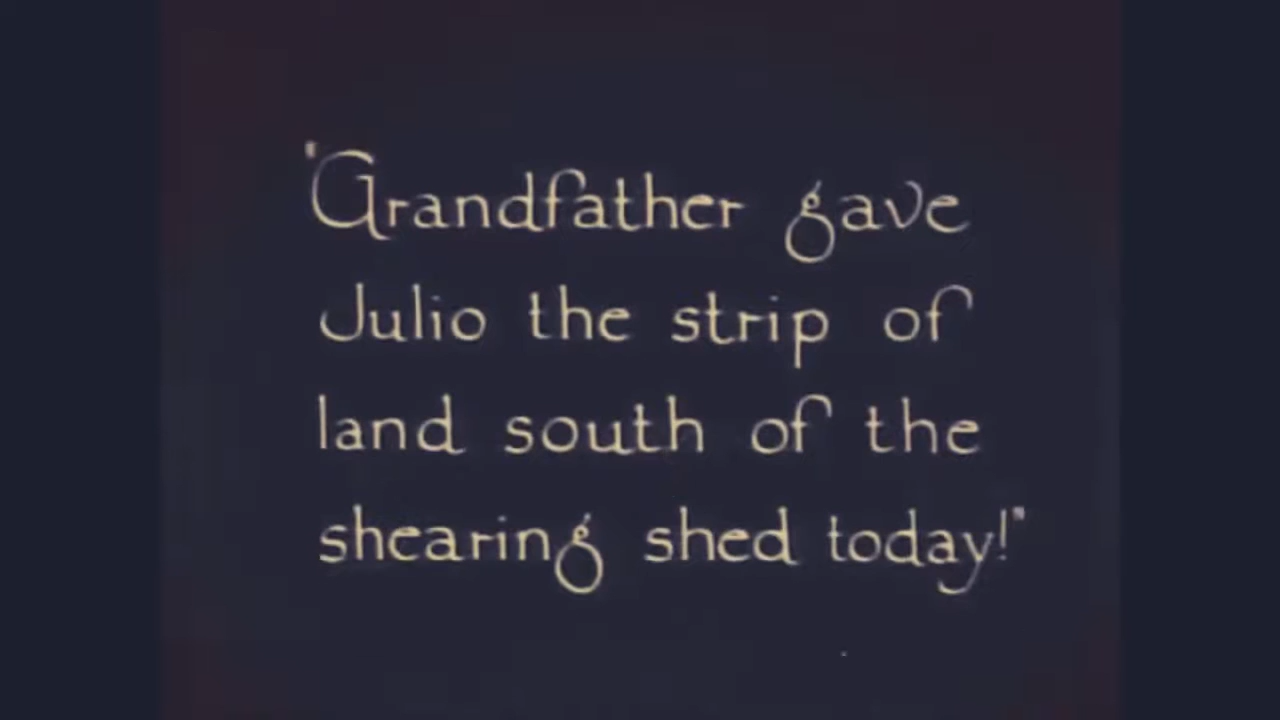 "Grandfather gave
Julio the strip of
land south of the
shearing shed today!"